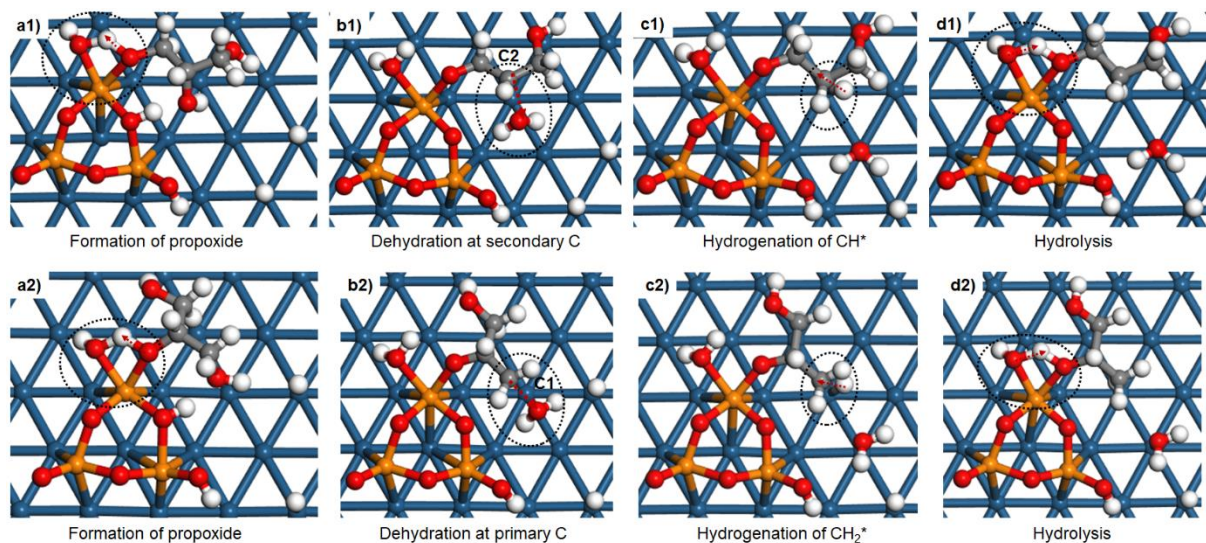 a1)
b1)
C2
c1)
d1)
Formation of propoxide
Dehydration at secondary C
Hydrogenation of CH*
Hydrolysis
a2)
b2)
C1
c2)
d2)
Formation of propoxide
Dehydration at primary C
Hydrogenation of CH₂*
Hydrolysis